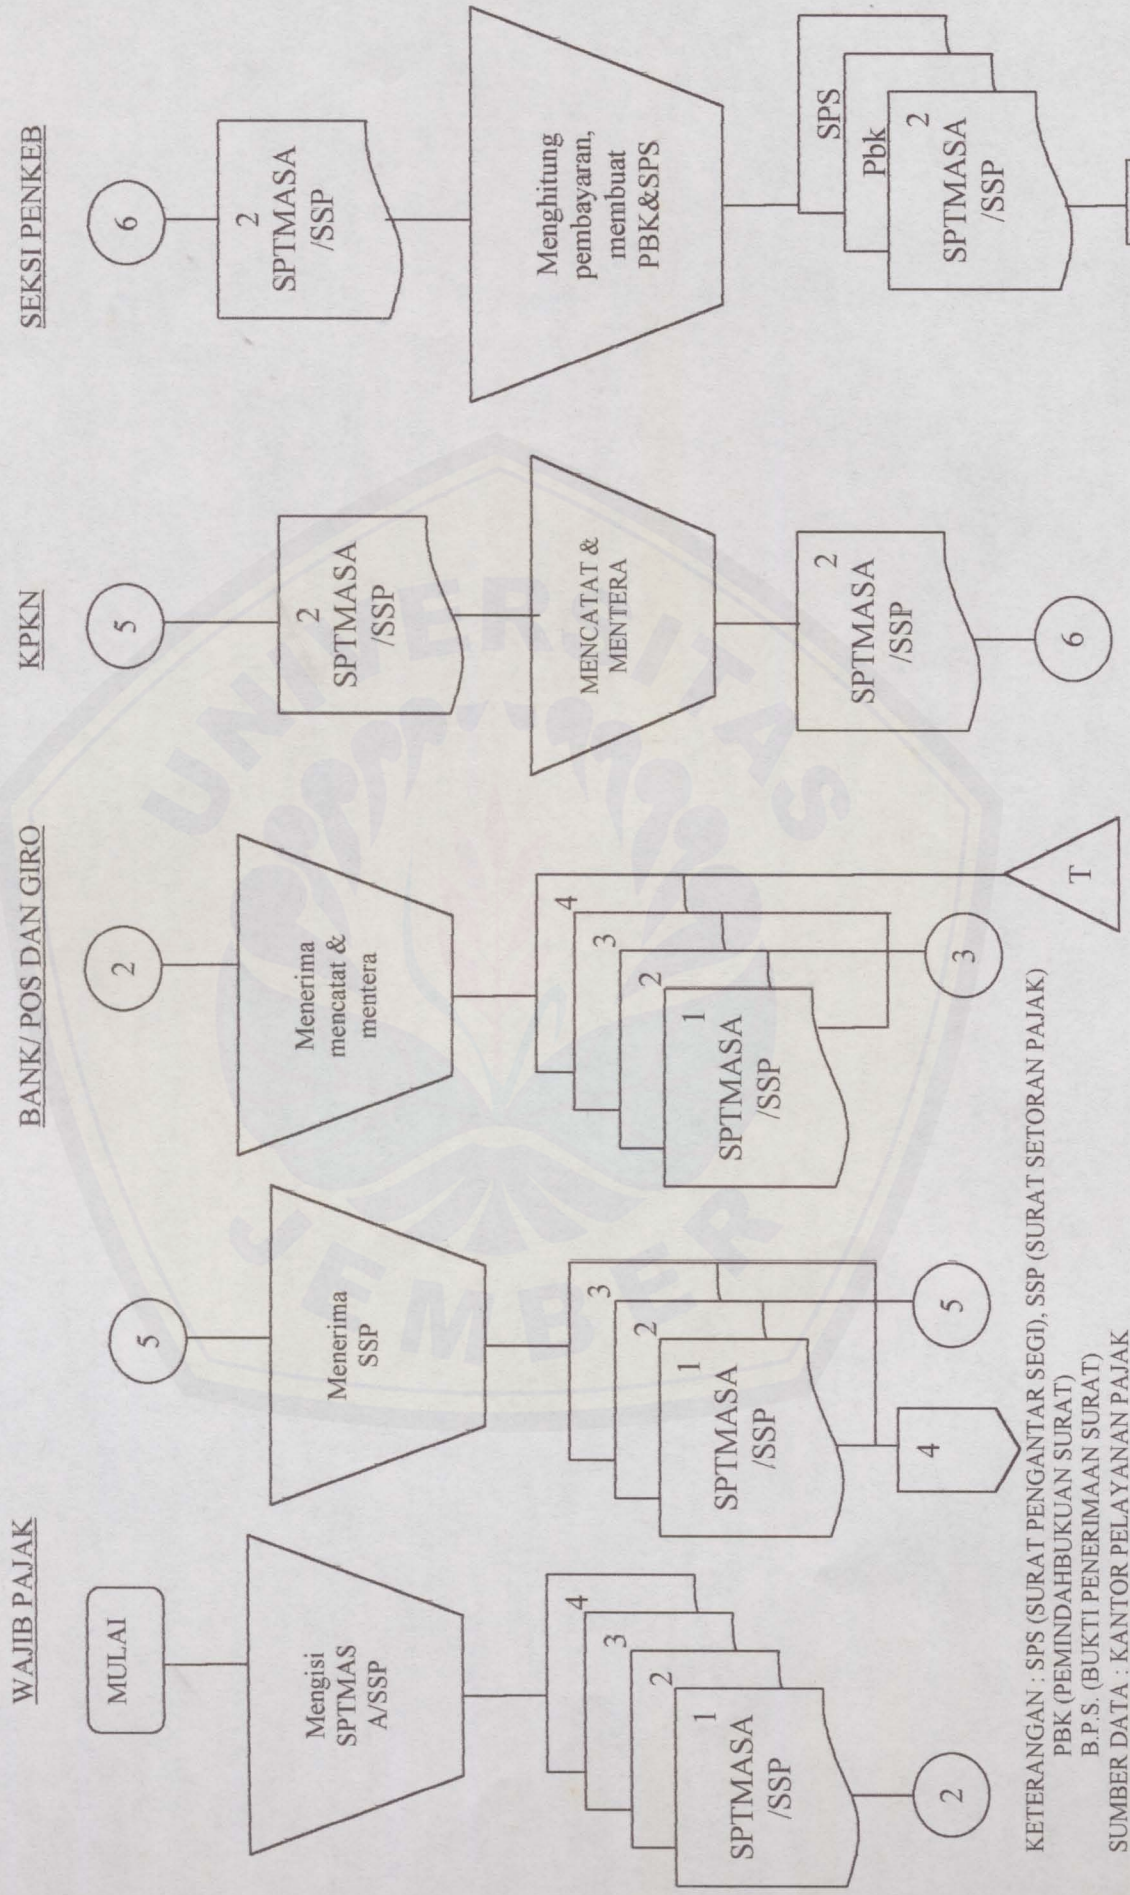 WAJIB PAJAK
MULAI
Mengisi
SPTMAS
A/SSP
4
3
2
1
SPTMASA
/SSP
2
5
Menerima
SSP
3
2
1
SPTMASA
/SSP
4
5
BANK/ POS DAN GIRO
2
Menerima
mencatat &
mentera
4
3
2
1
SPTMASA
/SSP
3
T
KPKN
5
2
SPTMASA
/SSP
MENCATAT &
MENTERA
2
SPTMASA
/SSP
6
SEKSI PENKEB
6
2
SPTMASA
/SSP
Menghitung
pembayaran,
membuat
PBK&SPS
SPS
Pbk
2
SPTMASA
/SSP
KETERANGAN : SPS (SURAT PENGANTAR SEGI), SSP (SURAT SETORAN PAJAK)
PBK (PEMINDAHBUKUAN SURAT)
B.P.S. (BUKTI PENERIMAAN SURAT)
SUMBER DATA : KANTOR PELAYANAN PAJAK
UNIVERSITAS
JEMBER